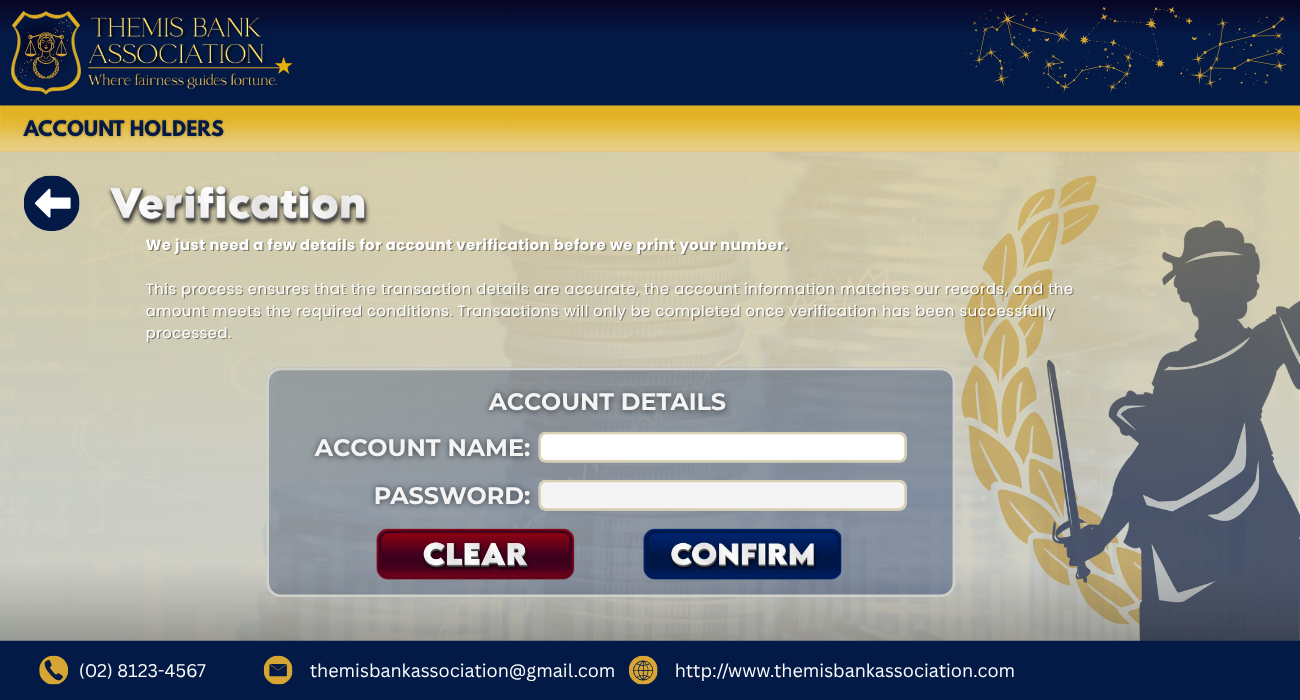 THEMIS BANK
ASSOCIATION
Where fairness guides fortune.
ACCOUNT HOLDERS
Verification
We just need a few details for account verification before we print your number.
This process ensures that the transaction details are accurate, the account information matches our records, and the
amount meets the required conditions. Transactions will only be completed once verification has been successfully
processed.
ACCOUNT DETAILS
ACCOUNT NAME:
PASSWORD:
CLEAR
CONFIRM
(02) 8123-4567
themisbankassociation@gmail.com
http://www.themisbankassociation.com